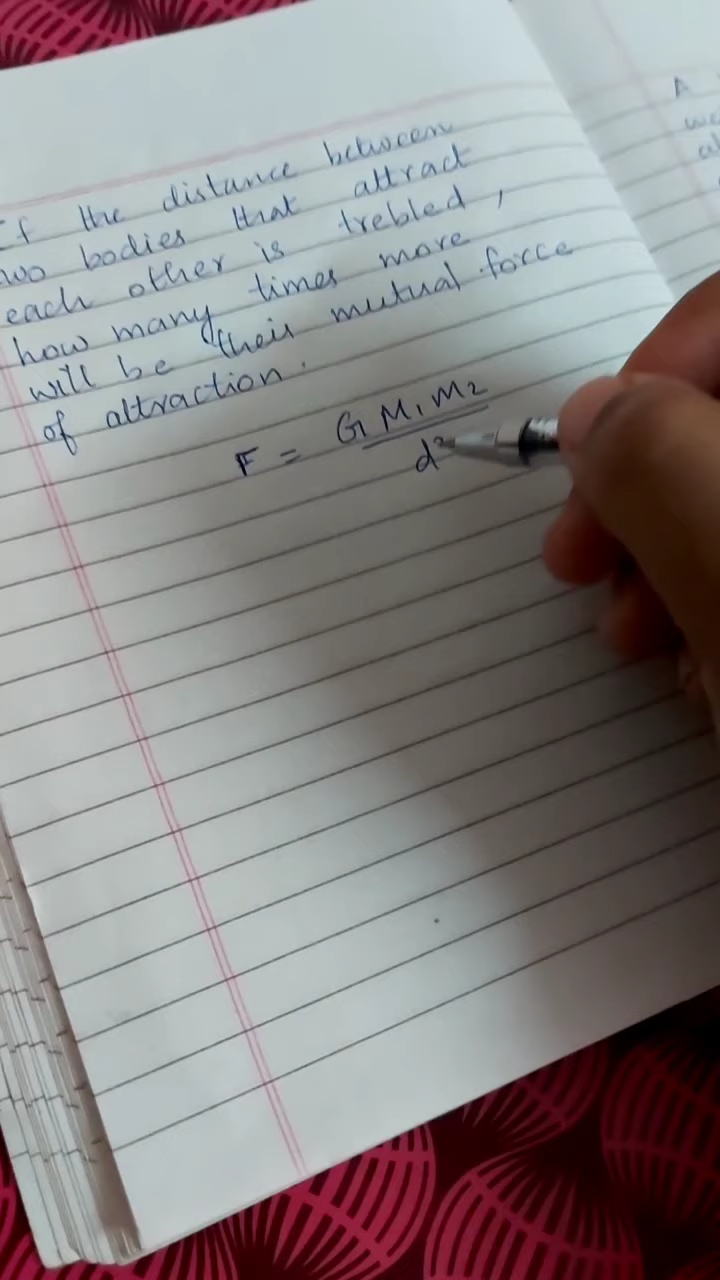 If the distance between
two bodies that attract
each other is trebled,
how many times more
will be their mutual force
of attraction.
F = G M₁ M₂
d²
A